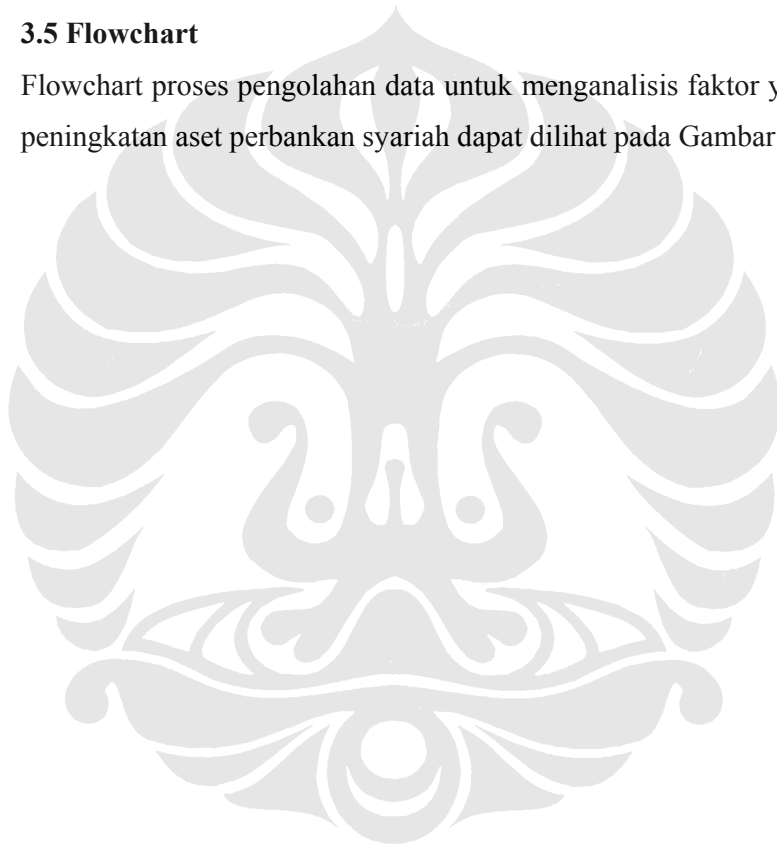 3.5 Flowchart
Flowchart proses pengolahan data untuk menganalisis faktor
peningkatan aset perbankan syariah dapat dilihat pada Gambar